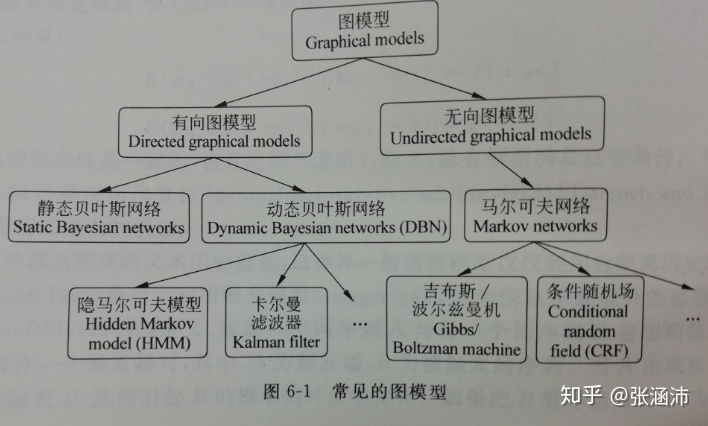 图模型
Graphical models
有向图模型
Directed graphical models
无向图模型
Undirected graphical models
静态贝叶斯网络
Static Bayesian networks
动态贝叶斯网络
Dynamic Bayesian networks (DBN)
马尔可夫网络
Markov networks
隐马尔可夫模型
Hidden Markov
model (HMM)
卡尔曼
滤波器
Kalman filter
...
吉布斯/
波尔兹曼机
Gibbs/
Boltzman machine
条件随机场
Conditional
random
field (CRF)
...
图 6-1 常见的图模型
知乎 @张涵沛